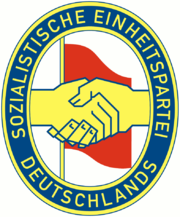 SOZIALISTISCHE EINHEITSPARTEI
DEUTSCHLANDS